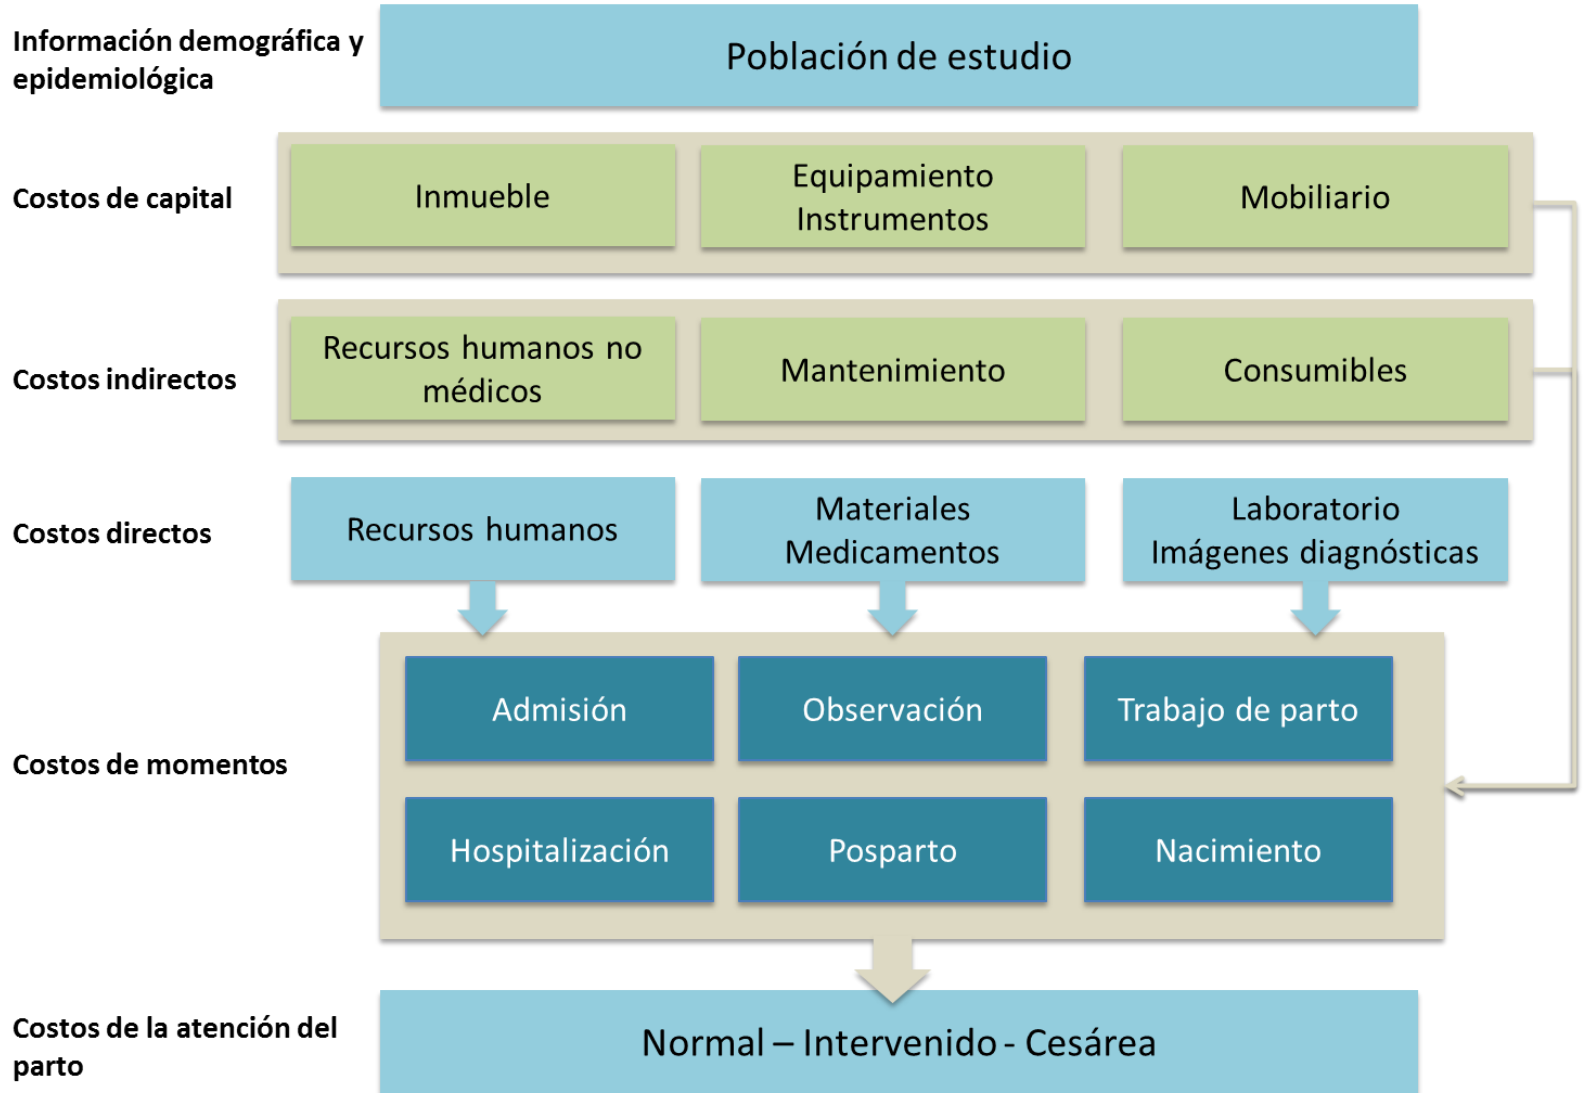 Información demográfica y
epidemiológica
Población de estudio
Costos de capital
Inmueble
Equipamiento
Instrumentos
Mobiliario
Costos indirectos
Recursos humanos no
médicos
Mantenimiento
Consumibles
Costos directos
Recursos humanos
Materiales
Medicamentos
Laboratorio
Imágenes diagnósticas
Costos de momentos
Admisión
Observación
Trabajo de parto
Hospitalización
Posparto
Nacimiento
Costos de la atención del
parto
Normal – Intervenido - Cesárea